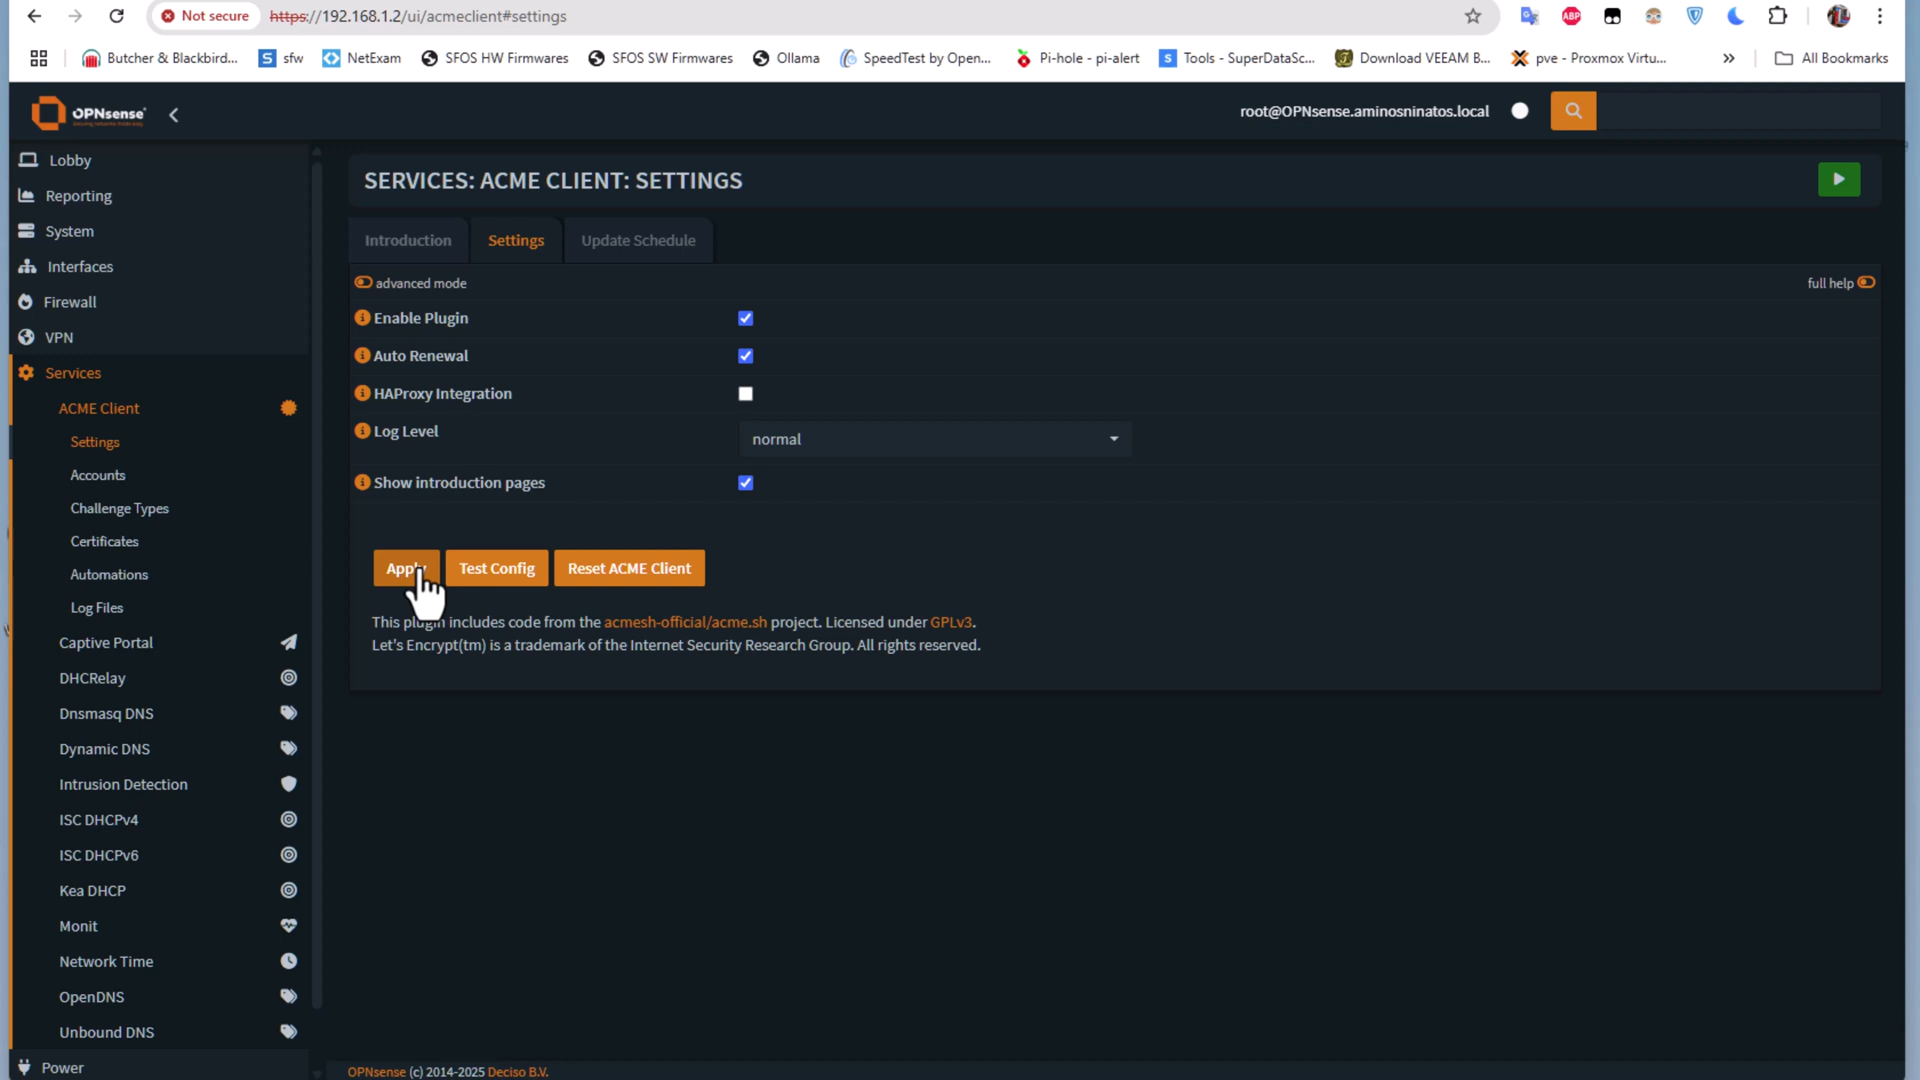 Not secure https://192.168.1.2/ui/acmeclient#settings
ABP
Butcher & Blackbird...
S sfw
NetExam
SFOS HW Firmwares
SFOS SW Firmwares
Ollama
SpeedTest by Open...
Pi-hole - pi-alert
S Tools - SuperDataSc...
Download VEEAM B...
pve - Proxmox Virtu...
»
All Bookmarks
OPNsense
root@OPNsense.aminosninatos.local
Lobby
Reporting
System
Interfaces
Firewall
VPN
Services
ACME Client
Settings
Accounts
Challenge Types
Certificates
Automations
Log Files
Captive Portal
DHCRelay
Dnsmasq DNS
Dynamic DNS
Intrusion Detection
ISC DHCPv4
ISC DHCPv6
Kea DHCP
Monit
Network Time
OpenDNS
Unbound DNS
Power
SERVICES: ACME CLIENT: SETTINGS
Introduction
Settings
Update Schedule
advanced mode
full help
Enable Plugin
Auto Renewal
HAProxy Integration
Log Level
normal
Show introduction pages
Apply
Test Config
Reset ACME Client
This plugin includes code from the acmesh-official/acme.sh project. Licensed under GPLv3.
Let's Encrypt(tm) is a trademark of the Internet Security Research Group. All rights reserved.
OPNsense (c) 2014-2025 Deciso B.V.